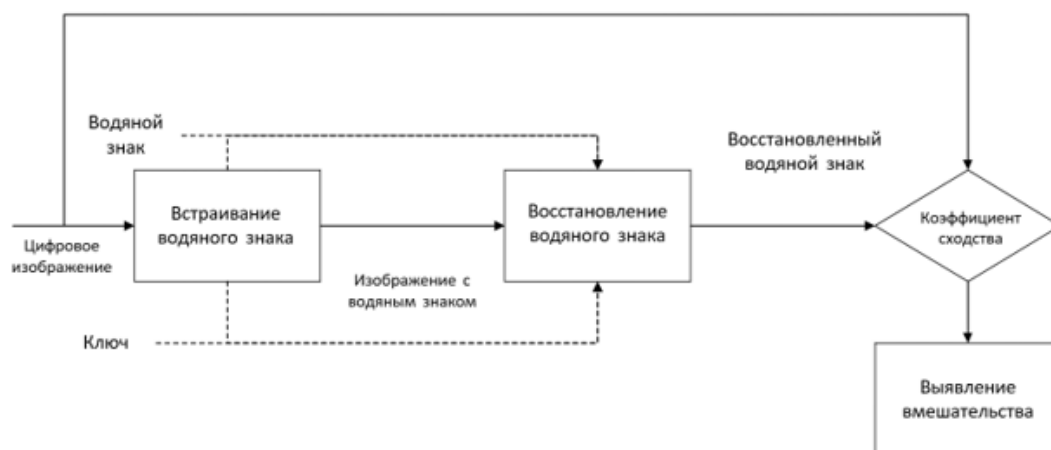 Водяной
знак
Восстановленный
водяной знак
Встраивание
водяного знака
Восстановление
водяного знака
Коэффициент
сходства
Цифровое
изображение
Изображение с
водяным знаком
Ключ
Выявление
вмешательства